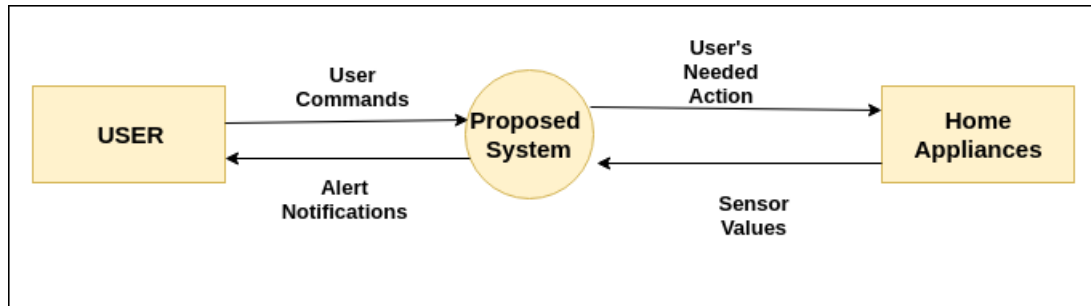 USER
User
Commands
Alert
Notifications
Proposed
System
User's
Needed
Action
Sensor
Values
Home
Appliances